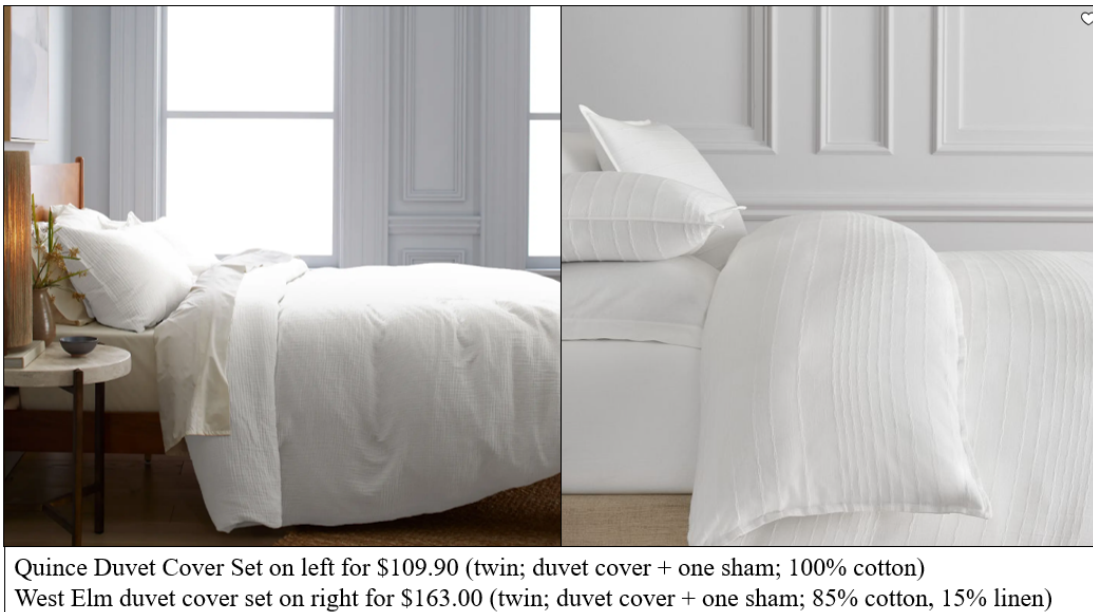 Quince Duvet Cover Set on left for $109.90 (twin; duvet cover + one sham; 100% cotton)
West Elm duvet cover set on right for $163.00 (twin; duvet cover + one sham; 85% cotton, 15% linen)